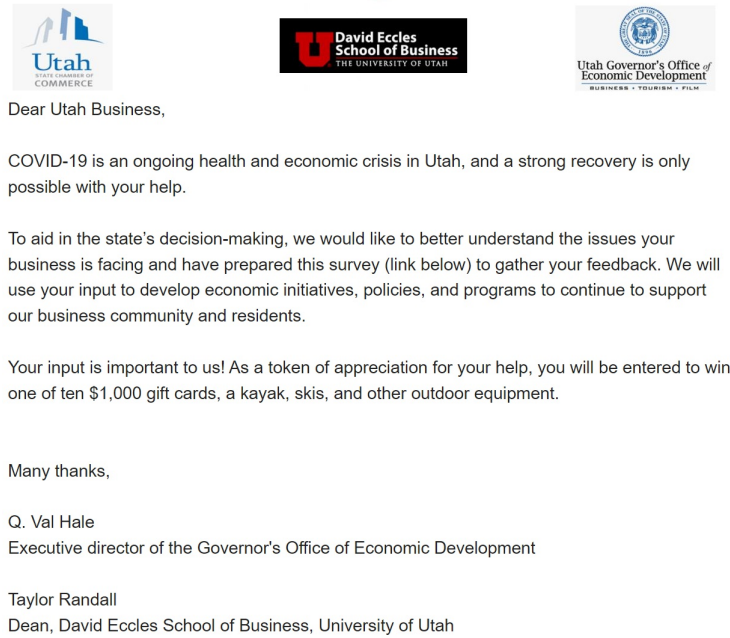 Utah
STATE CHAMBER OF
COMMERCE
David Eccles
School of Business
THE UNIVERSITY OF UTAH
Utah Governor's Office of
Economic Development
BUSINESS • TOURISM • FILM
Dear Utah Business,
COVID-19 is an ongoing health and economic crisis in Utah, and a strong recovery is only
possible with your help.
To aid in the state's decision-making, we would like to better understand the issues your
business is facing and have prepared this survey (link below) to gather your feedback. We will
use your input to develop economic initiatives, policies, and programs to continue to support
our business community and residents.
Your input is important to us! As a token of appreciation for your help, you will be entered to win
one of ten $1,000 gift cards, a kayak, skis, and other outdoor equipment.
Many thanks,
Q. Val Hale
Executive director of the Governor's Office of Economic Development
Taylor Randall
Dean, David Eccles School of Business, University of Utah